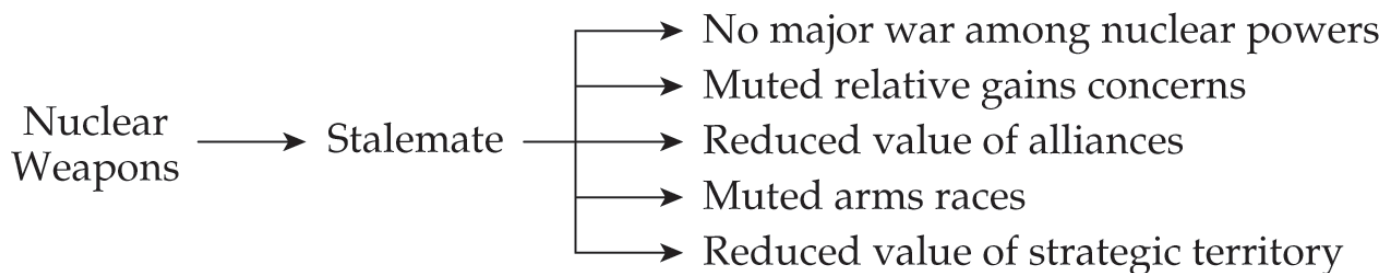 Nuclear
Weapons
Stalemate
No major war among nuclear powers
Muted relative gains concerns
Reduced value of alliances
Muted arms races
Reduced value of strategic territory